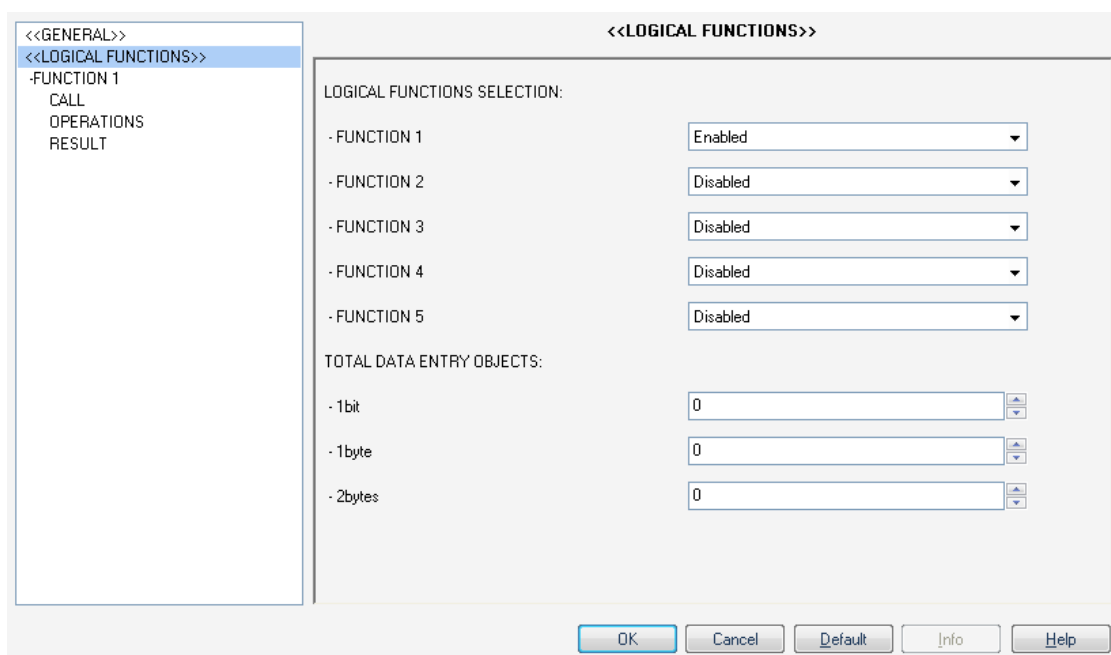 <<GENERAL>>
<<LOGICAL FUNCTIONS>>
-FUNCTION 1
CALL
OPERATIONS
RESULT
<<LOGICAL FUNCTIONS>>
LOGICAL FUNCTIONS SELECTION:
- FUNCTION 1 Enabled
- FUNCTION 2 Disabled
- FUNCTION 3 Disabled
- FUNCTION 4 Disabled
- FUNCTION 5 Disabled
TOTAL DATA ENTRY OBJECTS:
- 1bit 0
- 1byte 0
- 2bytes 0
OK Cancel Default Info Help